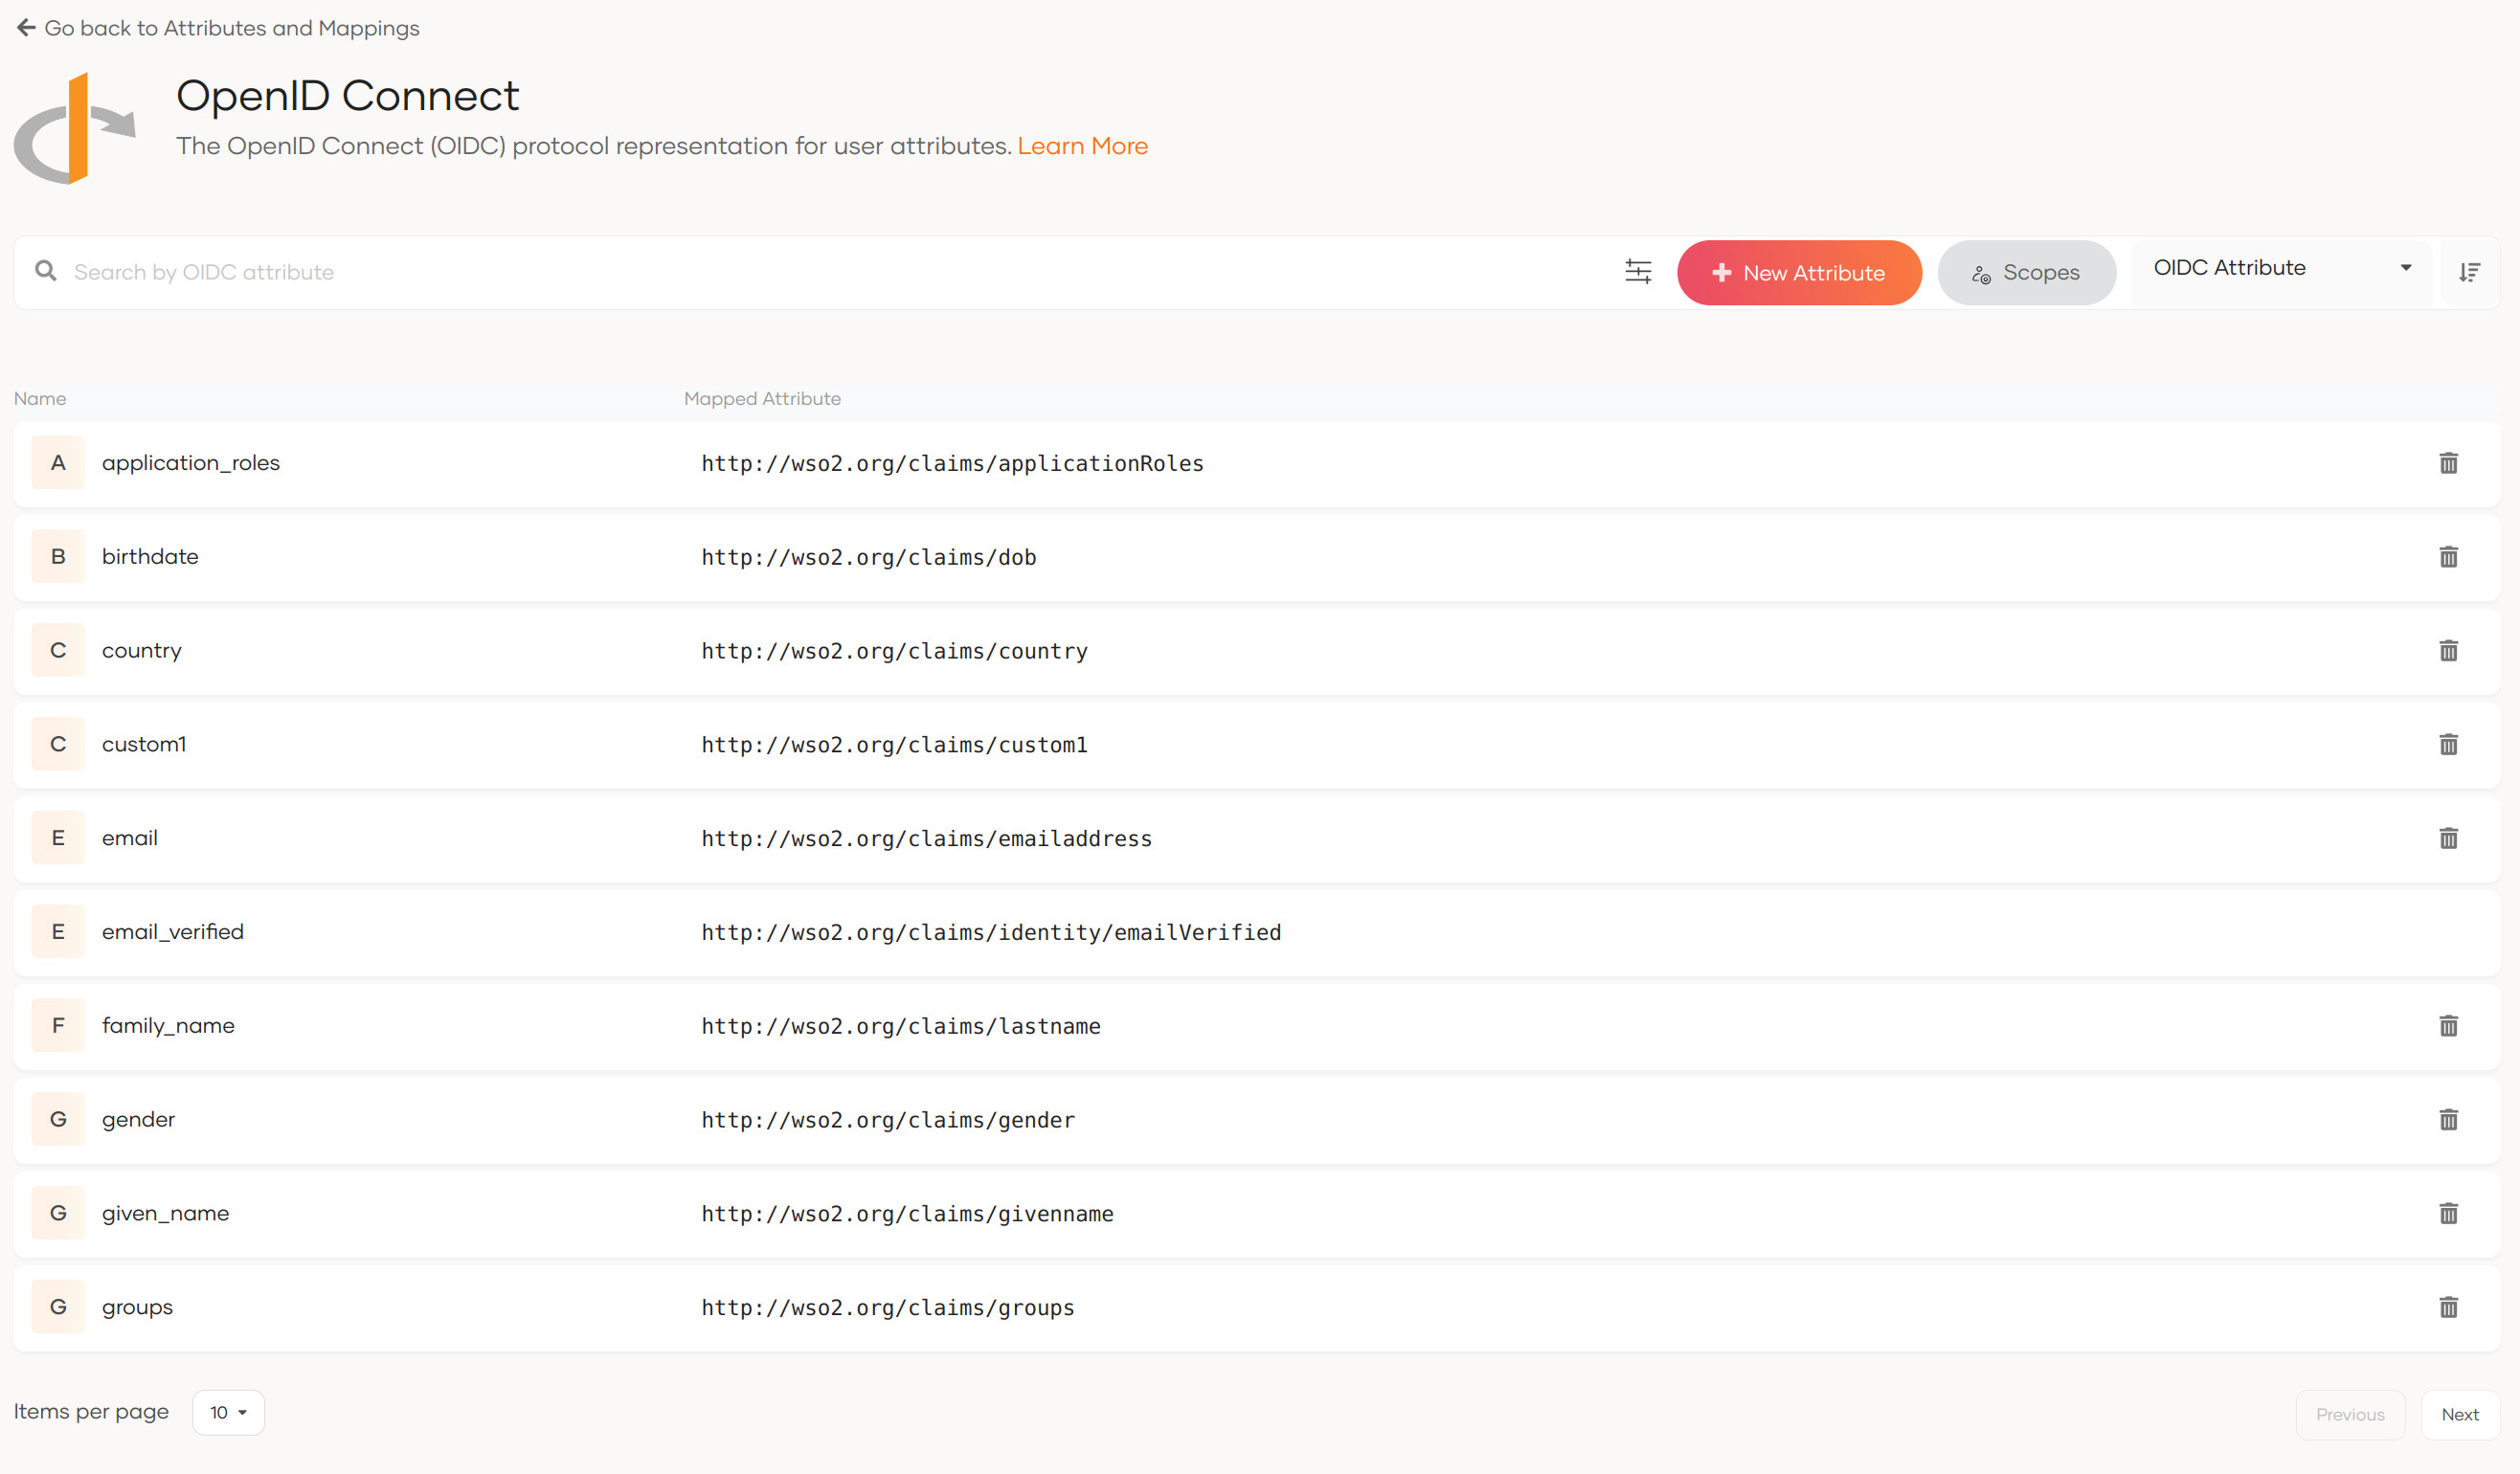 Go back to Attributes and Mappings
OpenID Connect
The OpenID Connect (OIDC) protocol representation for user attributes. Learn More
Search by OIDC attribute
New Attribute
Scopes
OIDC Attribute
Name Mapped Attribute
A application_roles http://wso2.org/claims/applicationRoles
B birthdate http://wso2.org/claims/dob
C country http://wso2.org/claims/country
C custom1 http://wso2.org/claims/custom1
E email http://wso2.org/claims/emailaddress
E email_verified http://wso2.org/claims/identity/emailVerified
F family_name http://wso2.org/claims/lastname
G gender http://wso2.org/claims/gender
G given_name http://wso2.org/claims/givenname
G groups http://wso2.org/claims/groups
Items per page 10
Previous Next